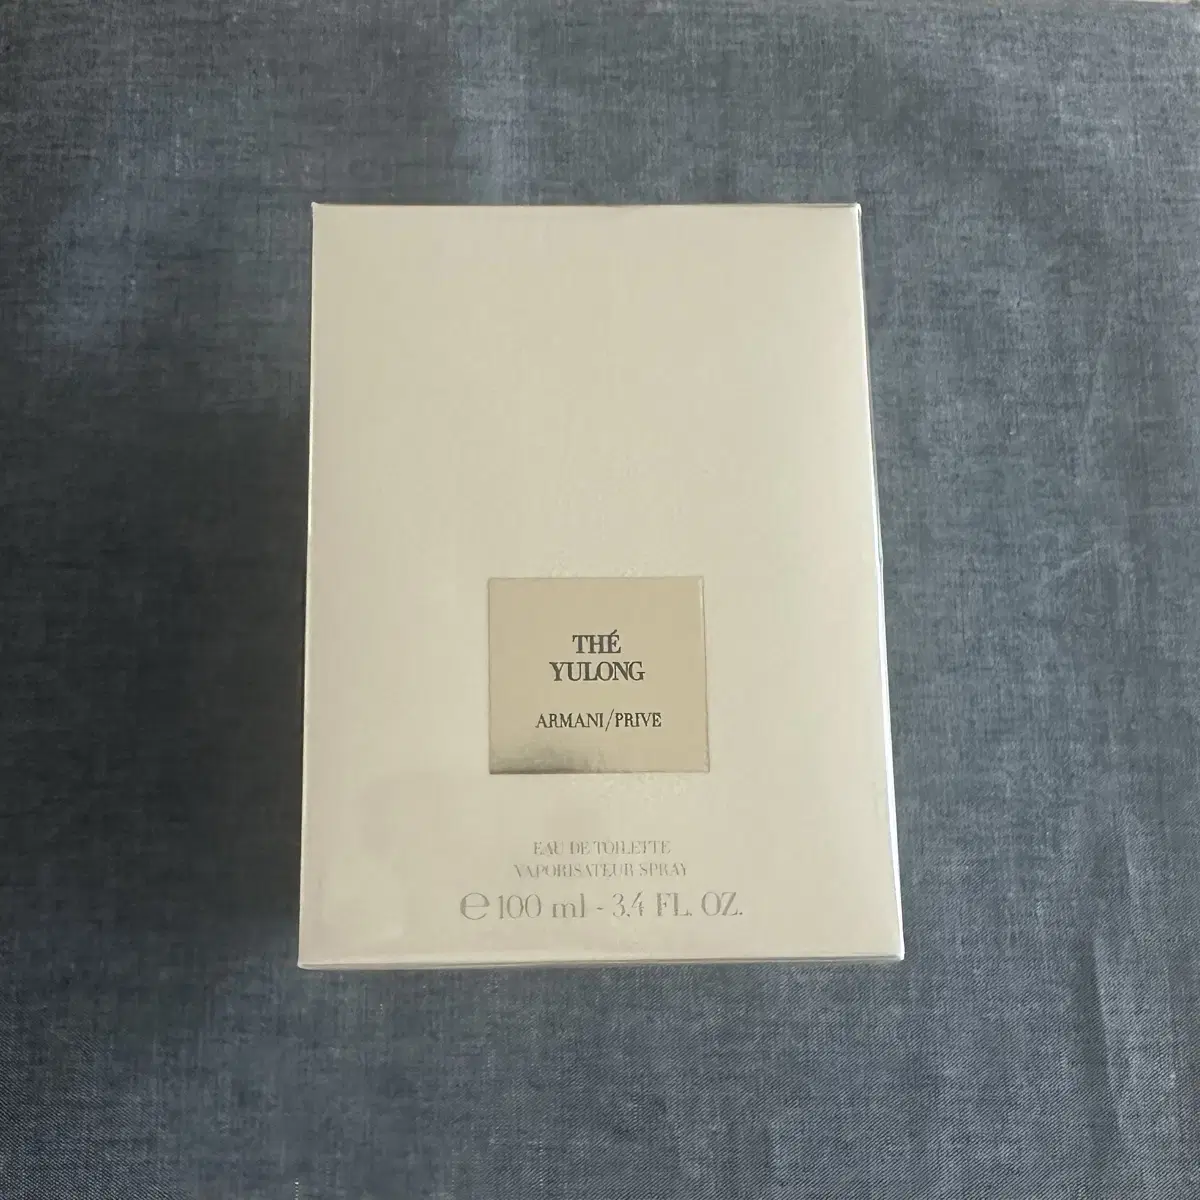 THÉ
YULONG
ARMANI/PRIVE
EAU DE TOILETTE
VAPORISATEUR SPRAY
℮ 100 ml - 3.4 FL. OZ.